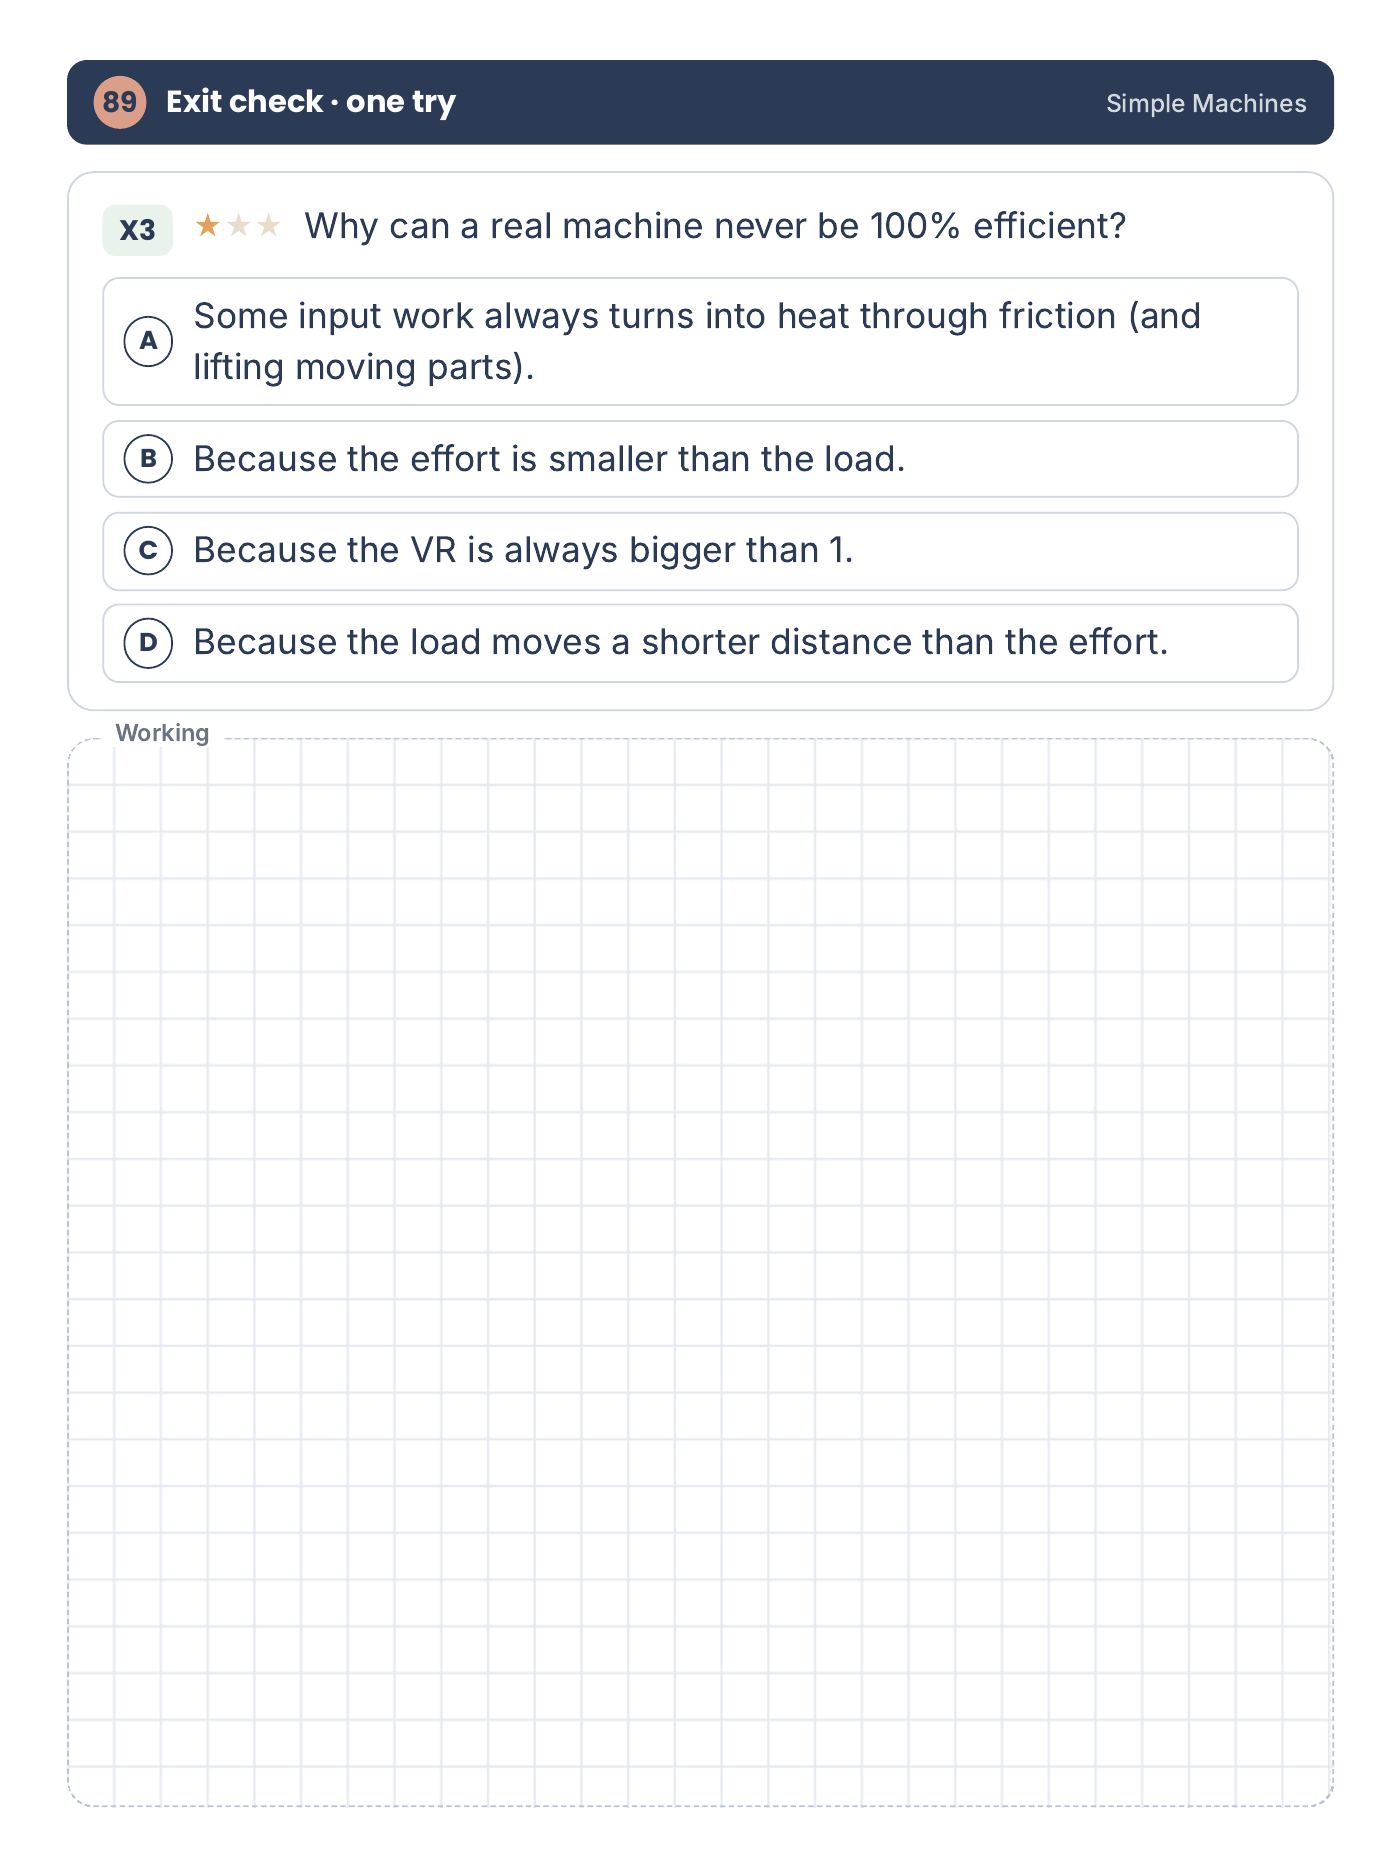 89 Exit check · one try Simple Machines
X3 ★★★ Why can a real machine never be 100% efficient?
A Some input work always turns into heat through friction (and
lifting moving parts).
B Because the effort is smaller than the load.
C Because the VR is always bigger than 1.
D Because the load moves a shorter distance than the effort.
Working